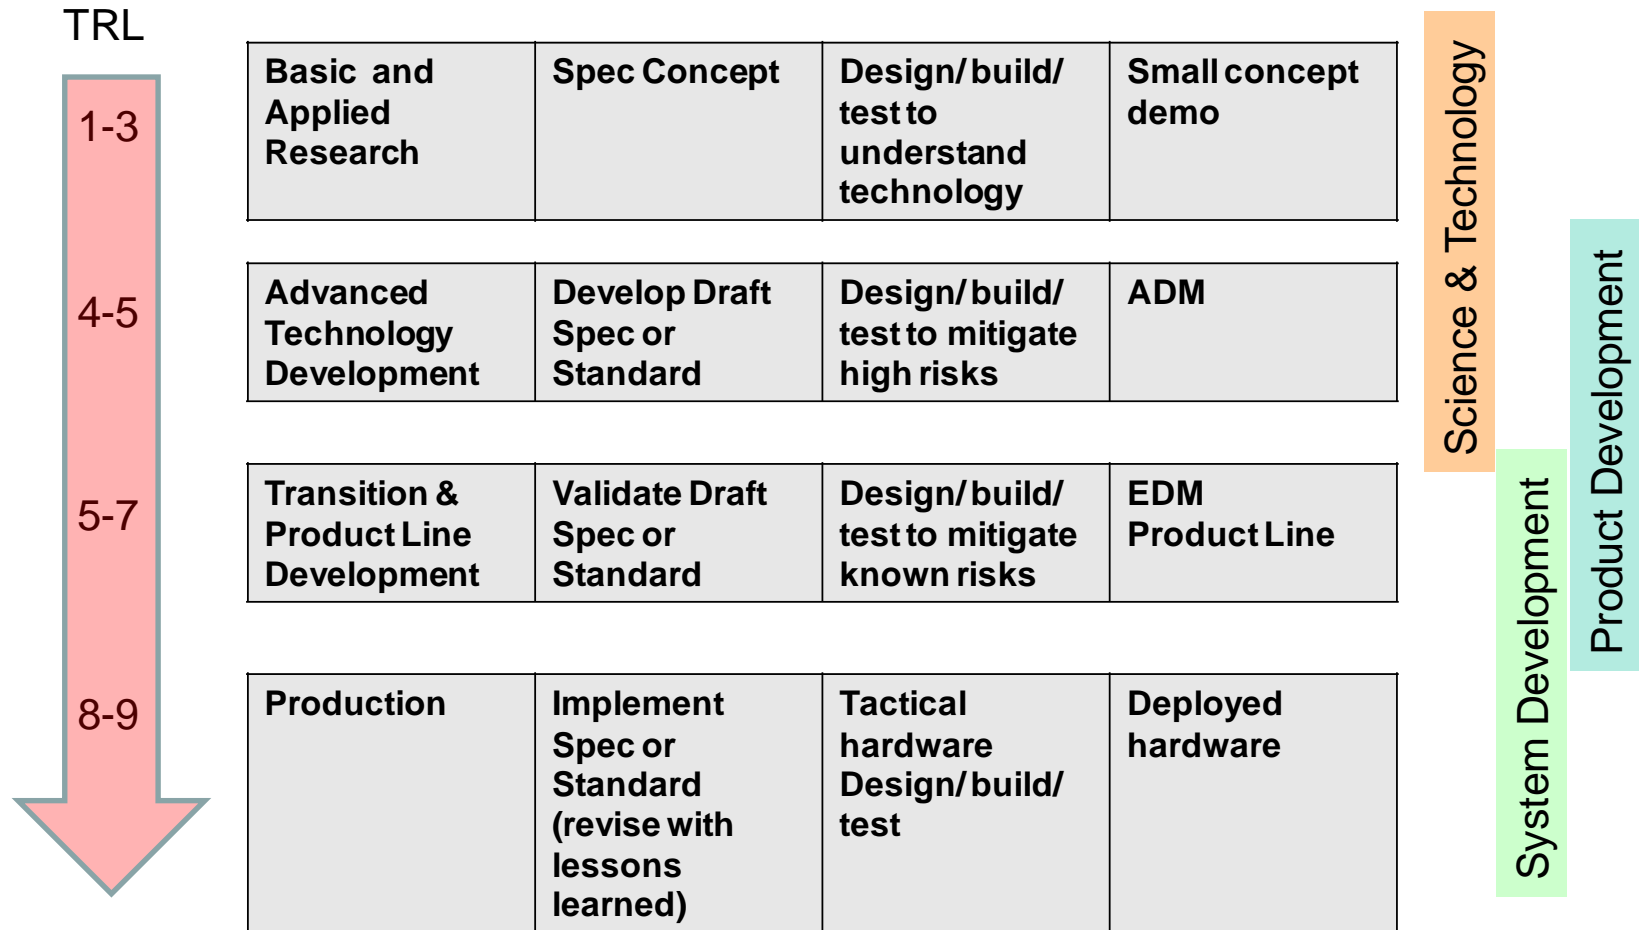 TRL
1-3
Basic and
Applied
Research
Spec Concept
Design/build/
test to
understand
technology
Small concept
demo
4-5
Advanced
Technology
Development
Develop Draft
Spec or
Standard
Design/build/
test to mitigate
high risks
ADM
5-7
Transition &
Product Line
Development
Validate Draft
Spec or
Standard
Design/build/
test to mitigate
known risks
EDM
Product Line
8-9
Production
Implement
Spec or
Standard
(revise with
lessons
learned)
Tactical
hardware
Design/build/
test
Deployed
hardware
Science & Technology
System Development
Product Development